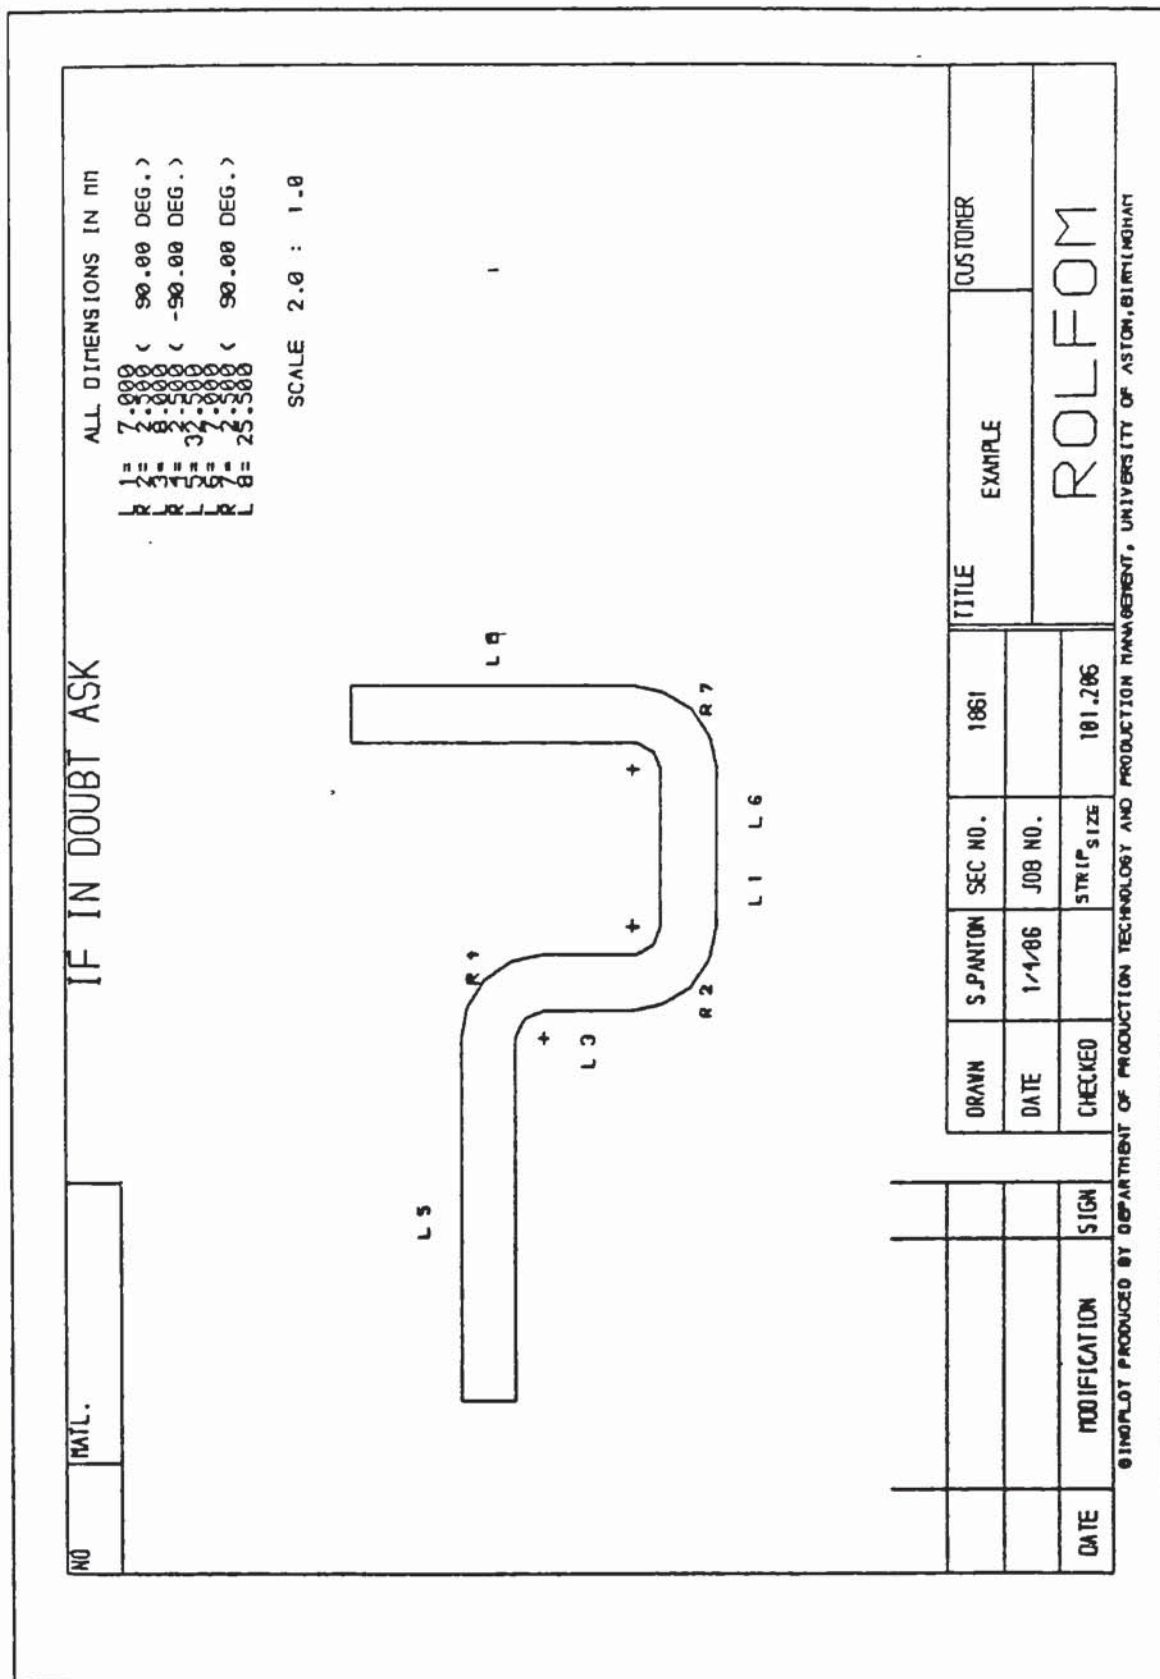 NO MATL.
IF IN DOUBT ASK
ALL DIMENSIONS IN mm
L 1= 7.000
R 2= 2.500 < 90.00 DEG.>
L 3= 8.000
R 4= 2.500 < -90.00 DEG.>
L 5= 32.500
L 6= 7.000
R 7= 2.500 < 90.00 DEG.>
L 8= 25.500
SCALE 2.0 : 1.0
L 5
R 4
L 8
L 3
R 2
R 7
L 1 L 6
DATE MODIFICATION SIGN
DRAWN S.PANTON SEC NO. 1861
DATE 1/4/86 JOB NO.
CHECKED STRIP SIZE 101.206
TITLE EXAMPLE
CUSTOMER
ROLFOM
GINOPLOT PRODUCED BY DEPARTMENT OF PRODUCTION TECHNOLOGY AND PRODUCTION MANAGEMENT, UNIVERSITY OF ASTON,BIRMINGHAM